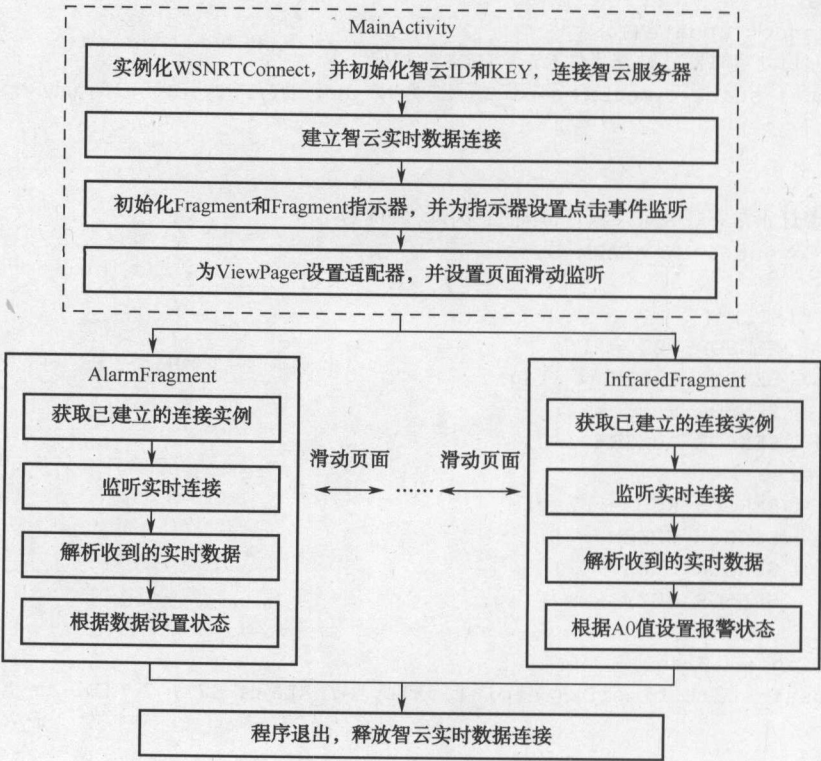 MainActivity
实例化WSNRTConnect，并初始化智云ID和KEY，连接智云服务器
建立智云实时数据连接
初始化Fragment和Fragment指示器，并为指示器设置点击事件监听
为ViewPager设置适配器，并设置页面滑动监听
AlarmFragment
获取已建立的连接实例
监听实时连接
解析收到的实时数据
根据数据设置状态
滑动页面
……
滑动页面
InfraredFragment
获取已建立的连接实例
监听实时连接
解析收到的实时数据
根据A0值设置报警状态
程序退出，释放智云实时数据连接